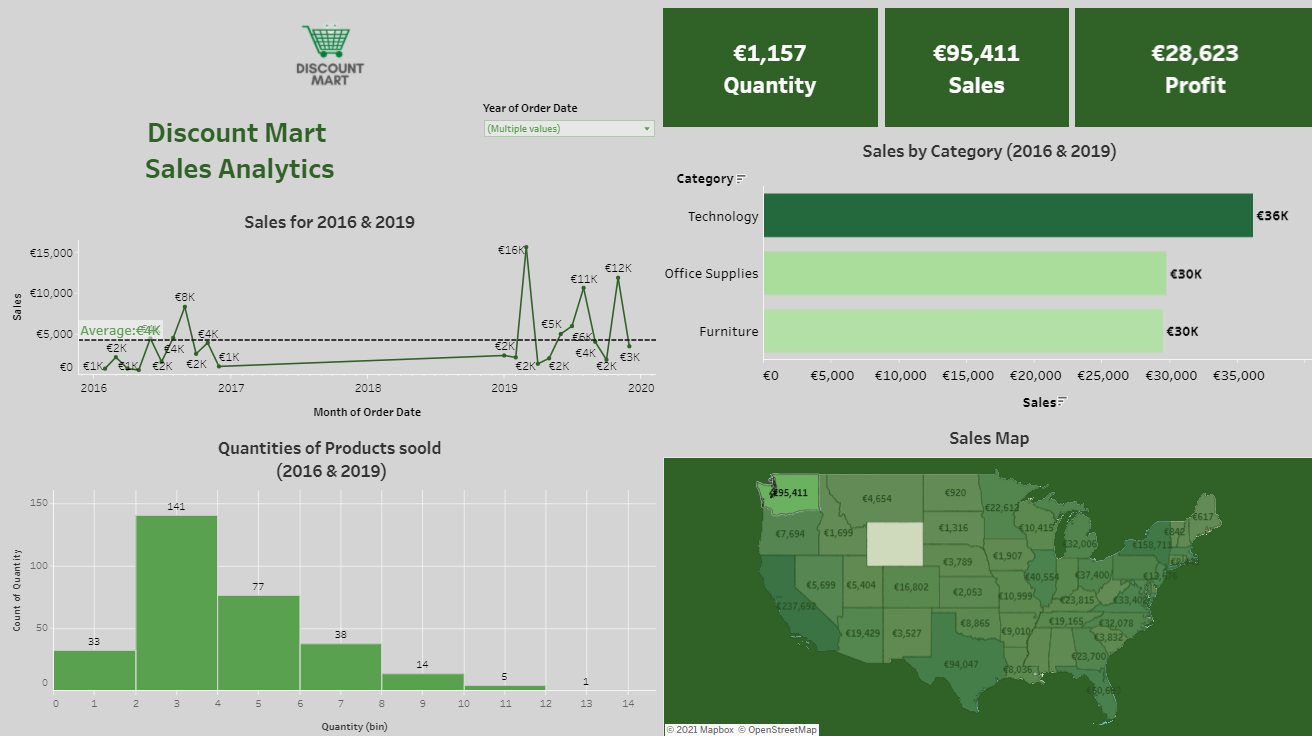 DISCOUNT
MART
Discount Mart
Sales Analytics
Year of Order Date
(Multiple values)
€1,157
Quantity
€95,411
Sales
€28,623
Profit
Sales for 2016 & 2019
Sales
€15,000
€10,000
€5,000
€0
Average:€4K
€1K
€2K
€1K
€2K
€4K
€8K
€2K
€4K
€1K
€2K
€16K
€2K
€2K
€5K
€6K
€11K
€4K
€2K
€12K
€3K
2016
2017
2018
2019
2020
Month of Order Date
Sales by Category (2016 & 2019)
Category
Technology
€36K
Office Supplies
€30K
Furniture
€30K
€0
€5,000
€10,000
€15,000
€20,000
€25,000
€30,000
€35,000
Sales
Quantities of Products soold
(2016 & 2019)
Count of Quantity
150
100
50
0
33
141
77
38
14
5
1
0
1
2
3
4
5
6
7
8
9
10
11
12
13
14
Quantity (bin)
Sales Map
€95,411
€4,654
€920
€22,613
€617
€7,694
€1,699
€1,316
€10,415
€32,006
€842
€158,711
€3,789
€1,907
€5,699
€5,404
€16,802
€2,053
€40,554
€37,400
€237,692
€10,999
€23,815
€33,402
€19,429
€3,527
€8,865
€9,010
€19,165
€32,078
€3,832
€94,047
€8,036
€23,700
© 2021 Mapbox © OpenStreetMap